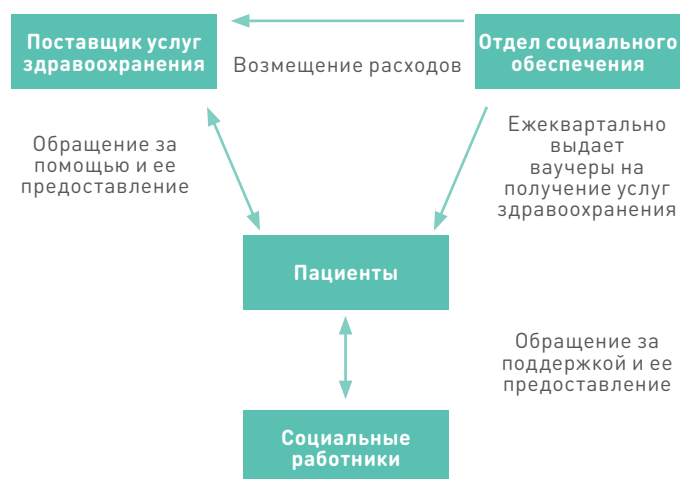 Поставщик услуг
здравоохранения
Возмещение расходов
Отдел социального
обеспечения
Обращение за
помощью и ее
предоставление
Ежеквартально
выдает
ваучеры на
получение услуг
здравоохранения
Пациенты
Обращение за
поддержкой и ее
предоставление
Социальные
работники